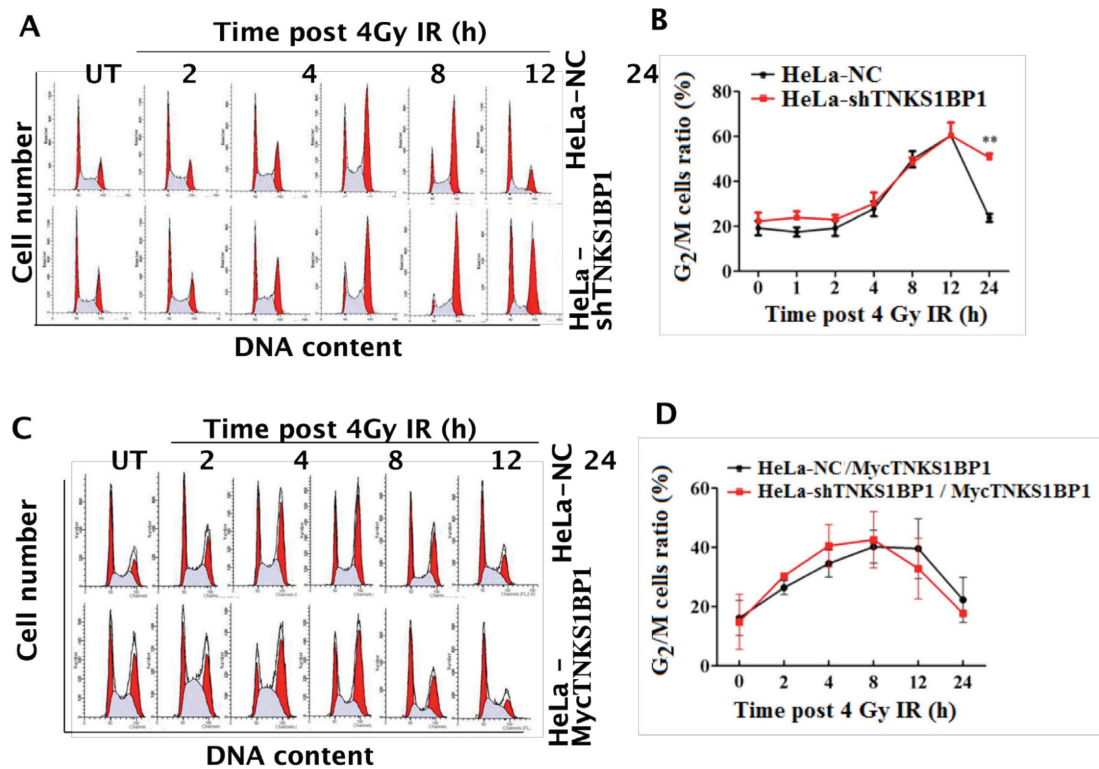 A
Time post 4Gy IR (h)
UT 2 4 8 12 24
Cell number
HeLa-NC
HeLa-
shTNKS1BP1
DNA content
B
HeLa-NC
HeLa-shTNKS1BP1
G2/M cells ratio (%)
80
60
40
20
0
**
0 1 2 4 8 12 24
Time post 4 Gy IR (h)
C
Time post 4Gy IR (h)
UT 2 4 8 12 24
Cell number
HeLa-NC
HeLa-
MycTNKS1BP1
DNA content
D
HeLa-NC/MycTNKS1BP1
HeLa-shTNKS1BP1 / MycTNKS1BP1
G2/M cells ratio (%)
60
40
20
0
0 2 4 8 12 24
Time post 4 Gy IR (h)